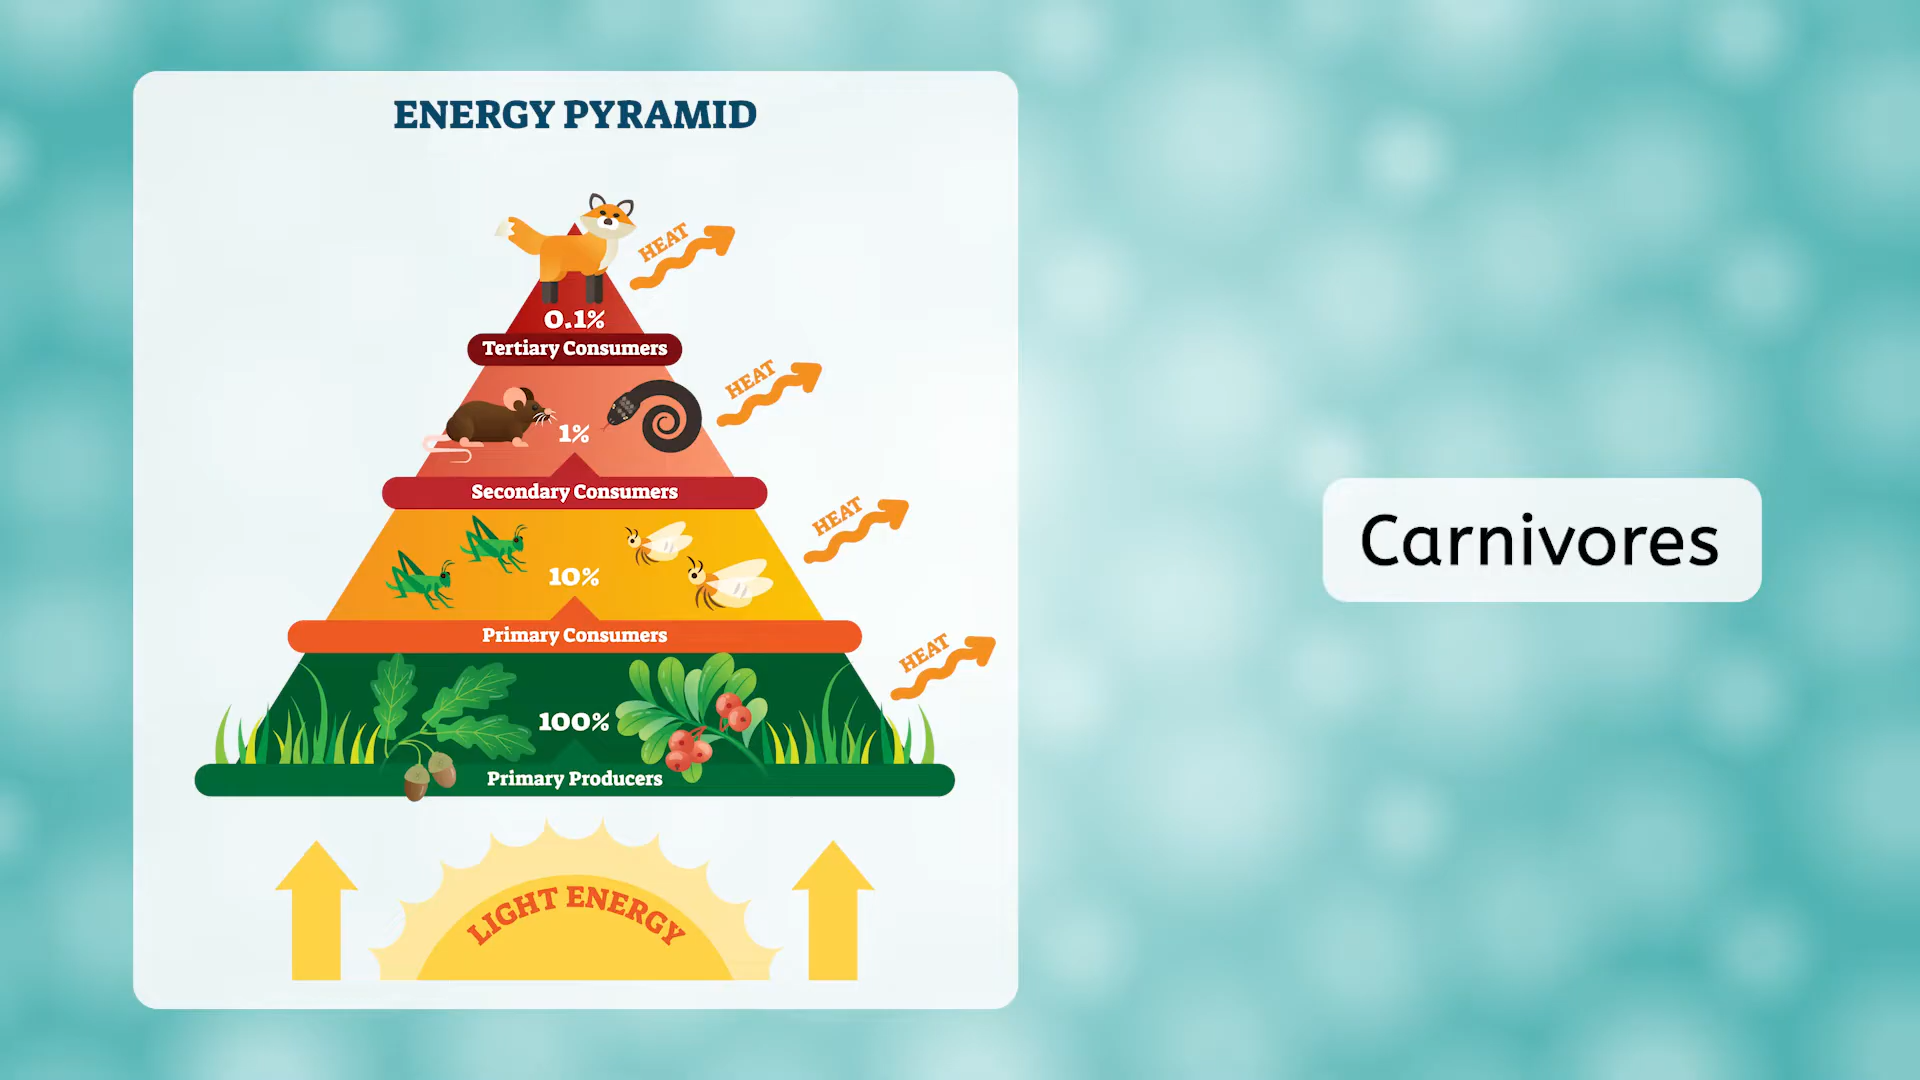 ENERGY PYRAMID
HEAT
0.1%
Tertiary Consumers
HEAT
1%
Secondary Consumers
HEAT
10%
Primary Consumers
HEAT
100%
Primary Producers
LIGHT ENERGY
Carnivores